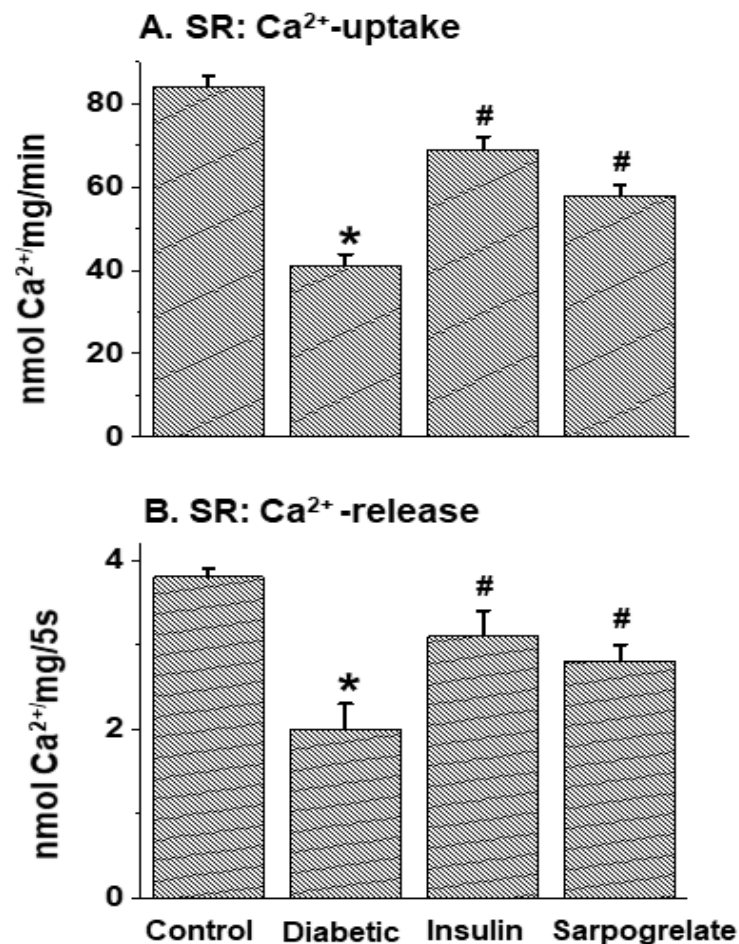 A. SR: Ca²⁺-uptake
nmol Ca²⁺/mg/min
80
60
40
20
0
*
#
#
B. SR: Ca²⁺ -release
nmol Ca²⁺/mg/5s
4
2
0
*
#
#
Control Diabetic Insulin Sarpogrelate